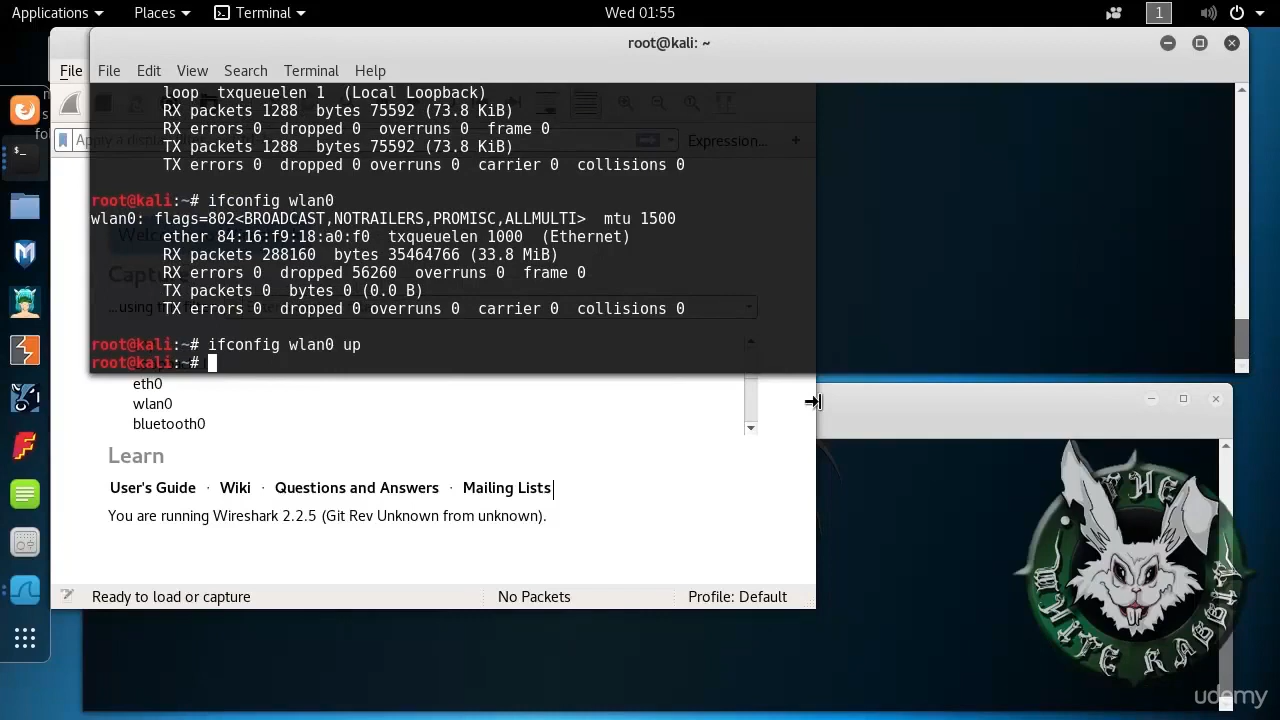 Applications Places Terminal Wed 01:55 1
root@kali: ~
File File Edit View Search Terminal Help
loop txqueuelen 1 (Local Loopback)
RX packets 1288 bytes 75592 (73.8 KiB)
RX errors 0 dropped 0 overruns 0 frame 0
TX packets 1288 bytes 75592 (73.8 KiB)
TX errors 0 dropped 0 overruns 0 carrier 0 collisions 0
Apply a display Expression... +
root@kali:~# ifconfig wlan0
wlan0: flags=802<BROADCAST,NOTRAILERS,PROMISC,ALLMULTI> mtu 1500
ether 84:16:f9:18:a0:f0 txqueuelen 1000 (Ethernet)
RX packets 288160 bytes 35464766 (33.8 MiB)
RX errors 0 dropped 56260 overruns 0 frame 0
TX packets 0 bytes 0 (0.0 B)
TX errors 0 dropped 0 overruns 0 carrier 0 collisions 0
root@kali:~# ifconfig wlan0 up
root@kali:~#
eth0
wlan0
bluetooth0
Learn
User's Guide · Wiki · Questions and Answers · Mailing Lists
You are running Wireshark 2.2.5 (Git Rev Unknown from unknown).
Ready to load or capture No Packets Profile: Default
THE
WHITE RABBIT
udemy